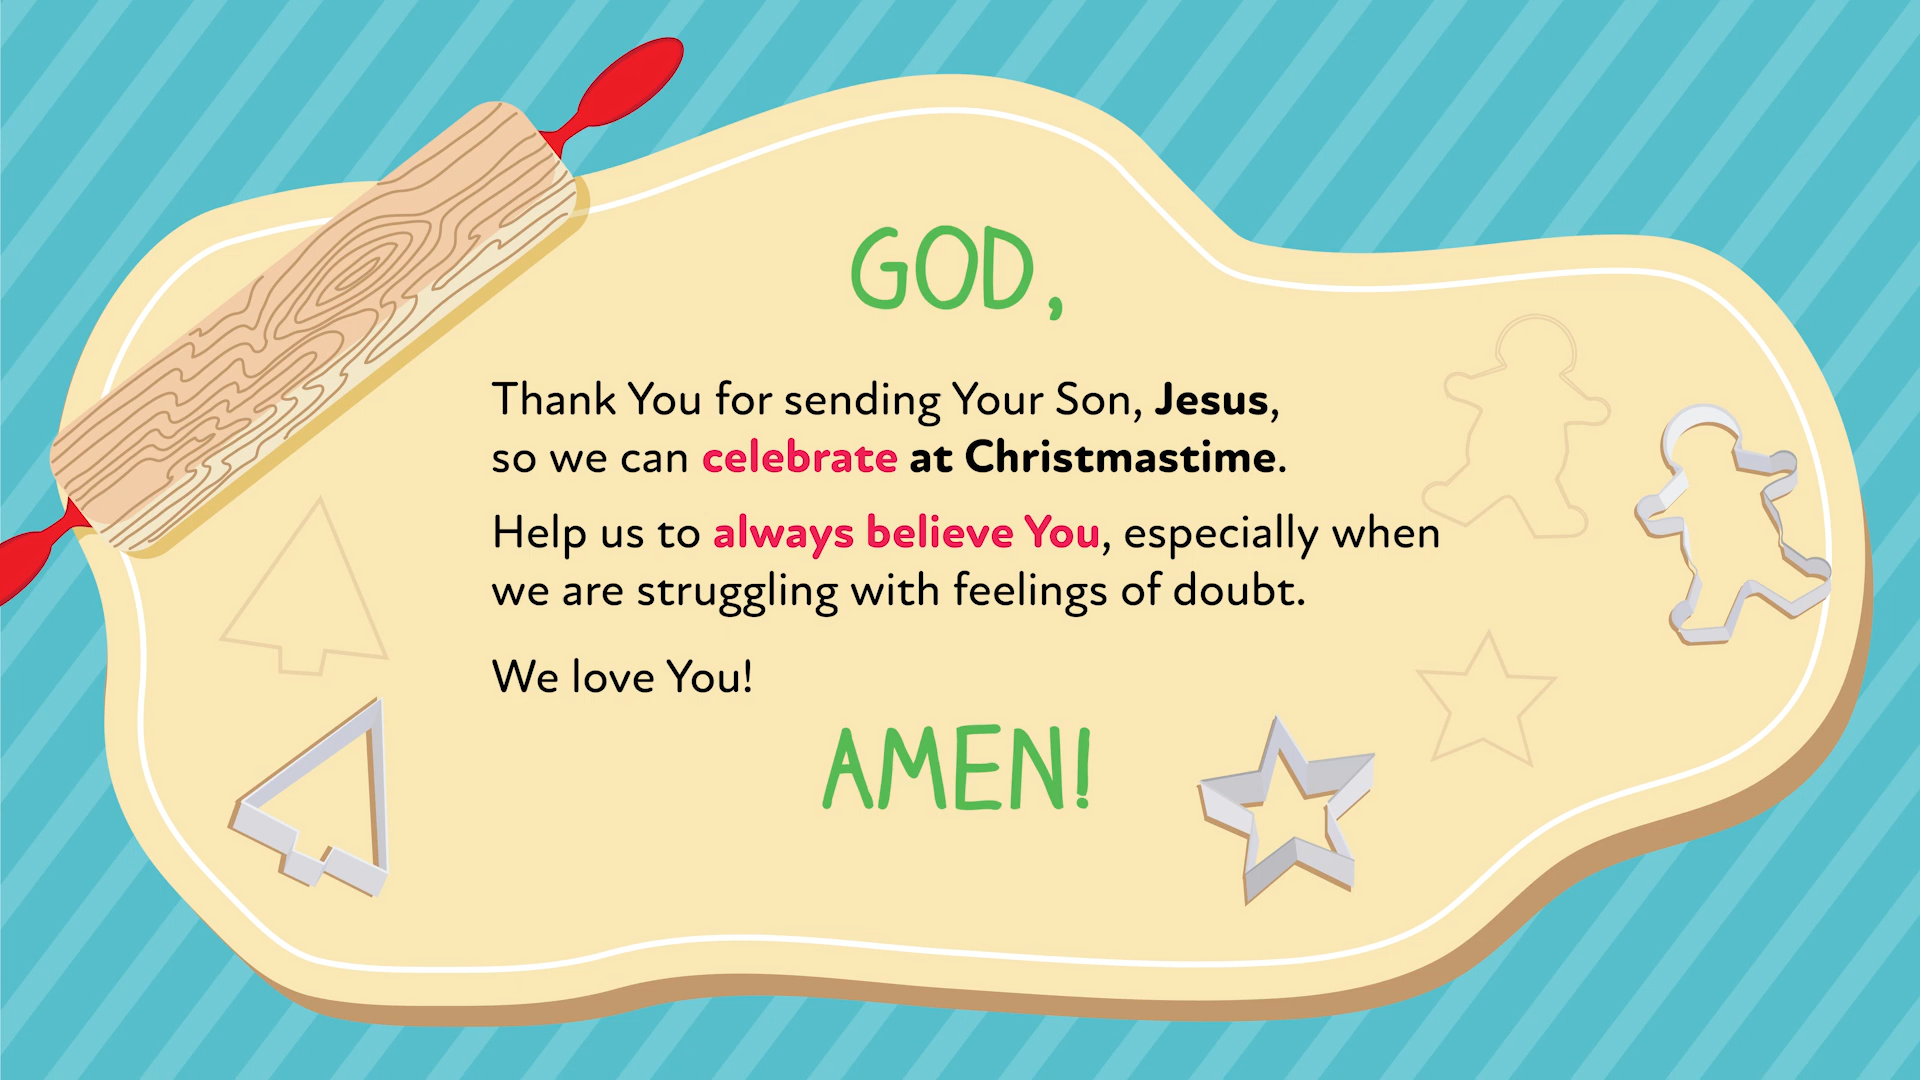 GOD,
Thank You for sending Your Son, Jesus,
so we can celebrate at Christmastime.
Help us to always believe You, especially when
we are struggling with feelings of doubt.
We love You!
AMEN!